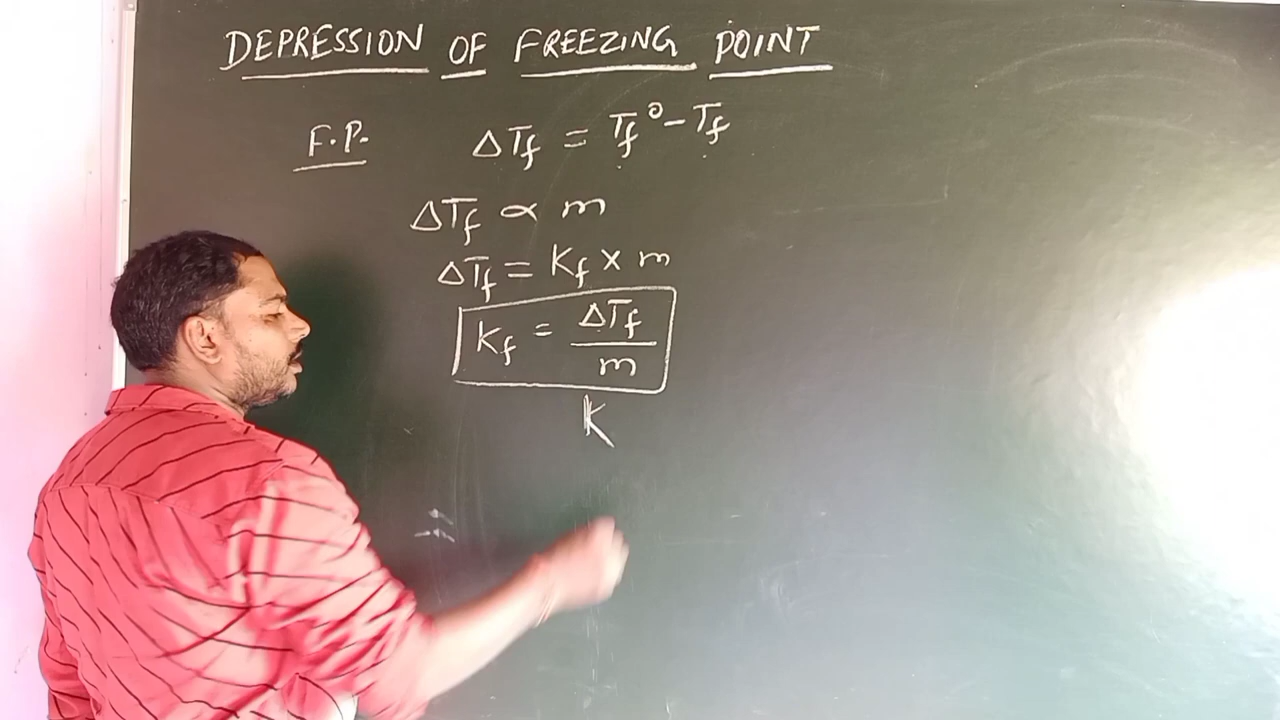 DEPRESSION OF FREEZING POINT
F.P. ΔTf = Tf° - Tf
ΔTf ∝ m
ΔTf = Kf × m
Kf = ΔTf / m
K